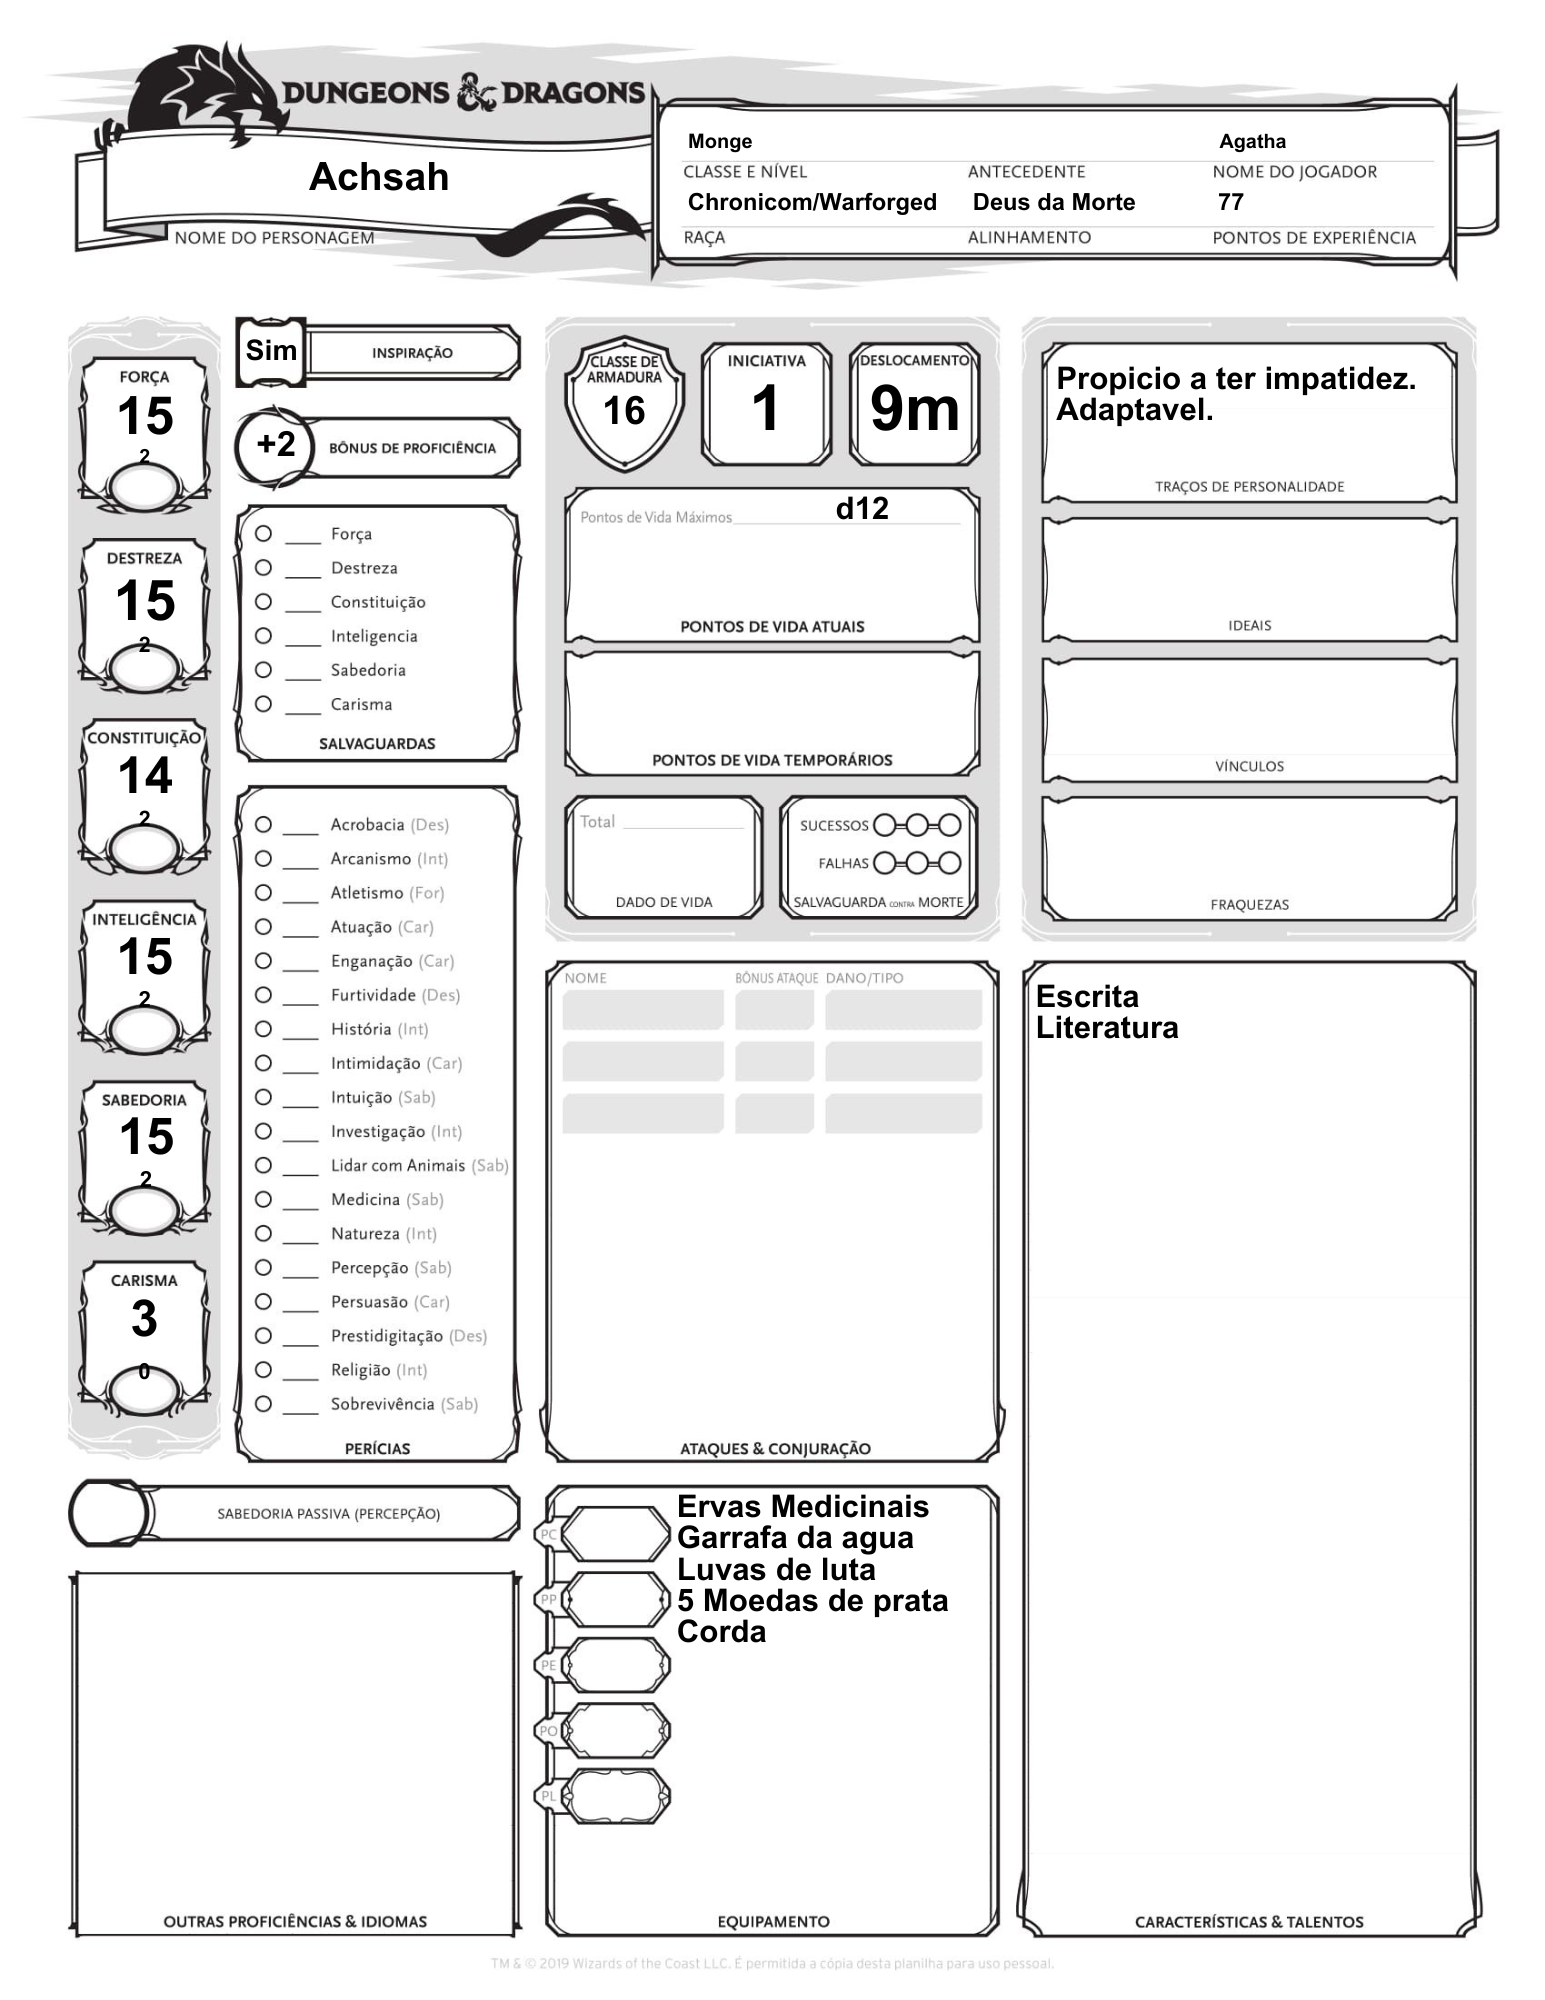 DUNGEONS & DRAGONS
Achsah
NOME DO PERSONAGEM
Monge Agatha
CLASSE E NÍVEL ANTECEDENTE NOME DO JOGADOR
Chronicom/Warforged Deus da Morte 77
RAÇA ALINHAMENTO PONTOS DE EXPERIÊNCIA
FORÇA
15
2
DESTREZA
15
2
CONSTITUIÇÃO
14
2
INTELIGÊNCIA
15
2
SABEDORIA
15
2
CARISMA
3
0
Sim INSPIRAÇÃO
+2 BÔNUS DE PROFICIÊNCIA
Força
Destreza
Constituição
Inteligencia
Sabedoria
Carisma
SALVAGUARDAS
Acrobacia (Des)
Arcanismo (Int)
Atletismo (For)
Atuação (Car)
Enganação (Car)
Furtividade (Des)
História (Int)
Intimidação (Car)
Intuição (Sab)
Investigação (Int)
Lidar com Animais (Sab)
Medicina (Sab)
Natureza (Int)
Percepção (Sab)
Persuasão (Car)
Prestidigitação (Des)
Religião (Int)
Sobrevivência (Sab)
PERÍCIAS
SABEDORIA PASSIVA (PERCEPÇÃO)
OUTRAS PROFICIÊNCIAS & IDIOMAS
CLASSE DE
ARMADURA
16
INICIATIVA
1
DESLOCAMENTO
9m
Pontos de Vida Máximos d12
PONTOS DE VIDA ATUAIS
PONTOS DE VIDA TEMPORÁRIOS
Total
DADO DE VIDA
SUCESSOS
FALHAS
SALVAGUARDA CONTRA MORTE
NOME BÔNUS ATAQUE DANO/TIPO
ATAQUES & CONJURAÇÃO
PC
PP
PE
PO
PL
Ervas Medicinais
Garrafa da agua
Luvas de luta
5 Moedas de prata
Corda
EQUIPAMENTO
Propicio a ter impatidez.
Adaptavel.
TRAÇOS DE PERSONALIDADE
IDEAIS
VÍNCULOS
FRAQUEZAS
Escrita
Literatura
CARACTERÍSTICAS & TALENTOS
TM & © 2019 Wizards of the Coast LLC. É permitida a cópia desta planilha para uso pessoal.